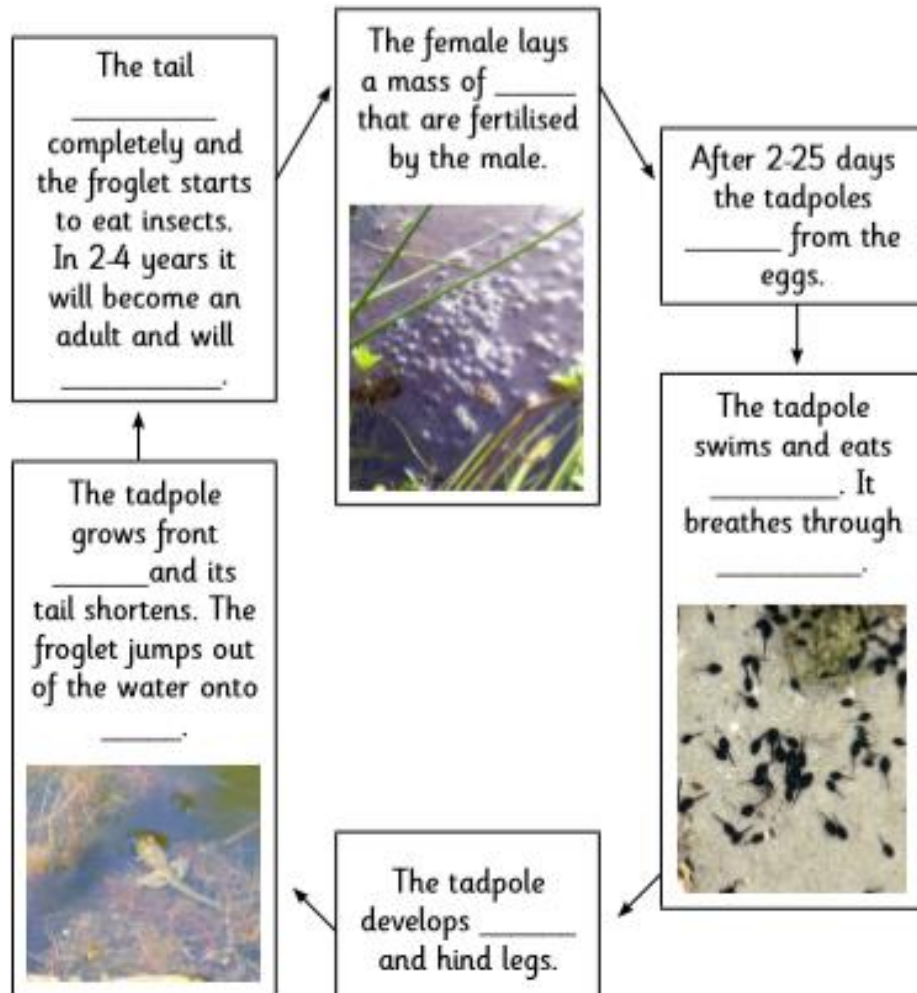 The female lays
a mass of ______
that are fertilised
by the male.
After 2-25 days
the tadpoles
_______ from the
eggs.
The tadpole
swims and eats
_________. It
breathes through
__________.
The tadpole
develops _______
and hind legs.
The tadpole
grows front
_______and its
tail shortens. The
froglet jumps out
of the water onto
______.
The tail
__________
completely and
the froglet starts
to eat insects.
In 2-4 years it
will become an
adult and will
___________.